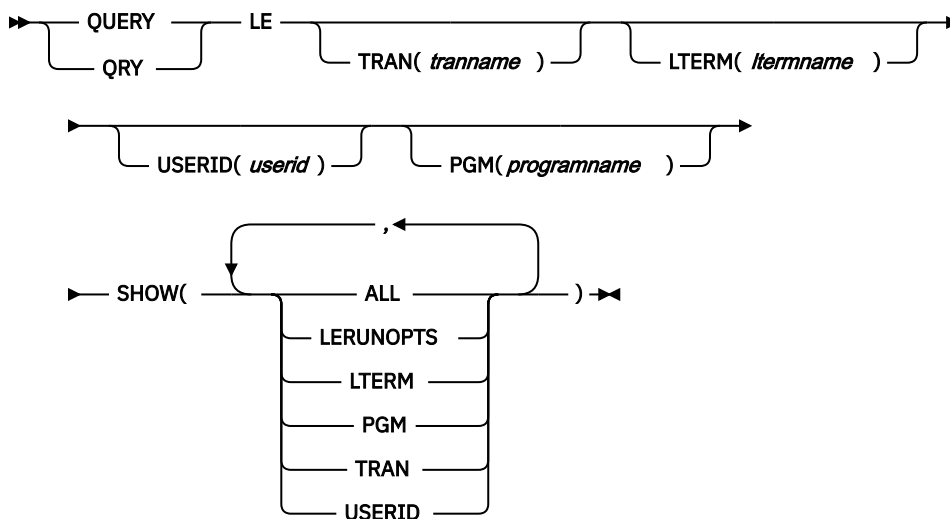 QUERY LE
QRY TRAN( tranname ) LTERM( ltermname )
USERID( userid ) PGM( programname )
,
SHOW( ALL )
LERUNOPTS
LTERM
PGM
TRAN
USERID